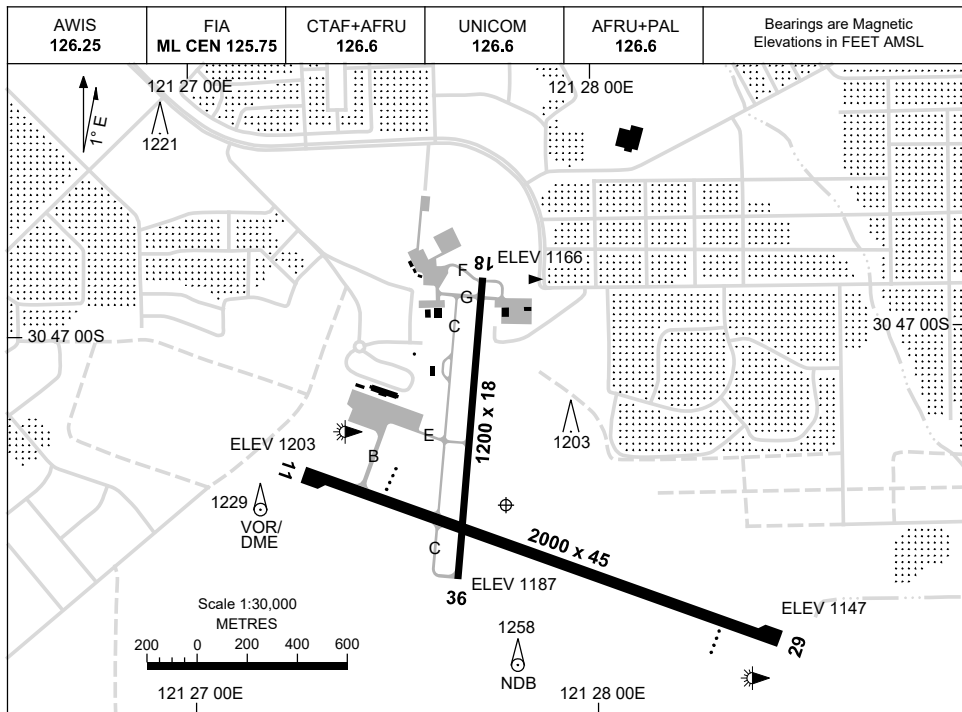 AWIS
126.25
FIA
ML CEN 125.75
CTAF+AFRU
126.6
UNICOM
126.6
AFRU+PAL
126.6
Bearings are Magnetic
Elevations in FEET AMSL
121 27 00E
121 28 00E
1° E
1221
F
18
ELEV 1166
G
C
30 47 00S
30 47 00S
1200 x 18
ELEV 1203
E
1203
B
11
1229
VOR/
DME
C
2000 x 45
ELEV 1187
36
ELEV 1147
29
Scale 1:30,000
METRES
200 0 200 400 600
1258
NDB
121 27 00E
121 28 00E